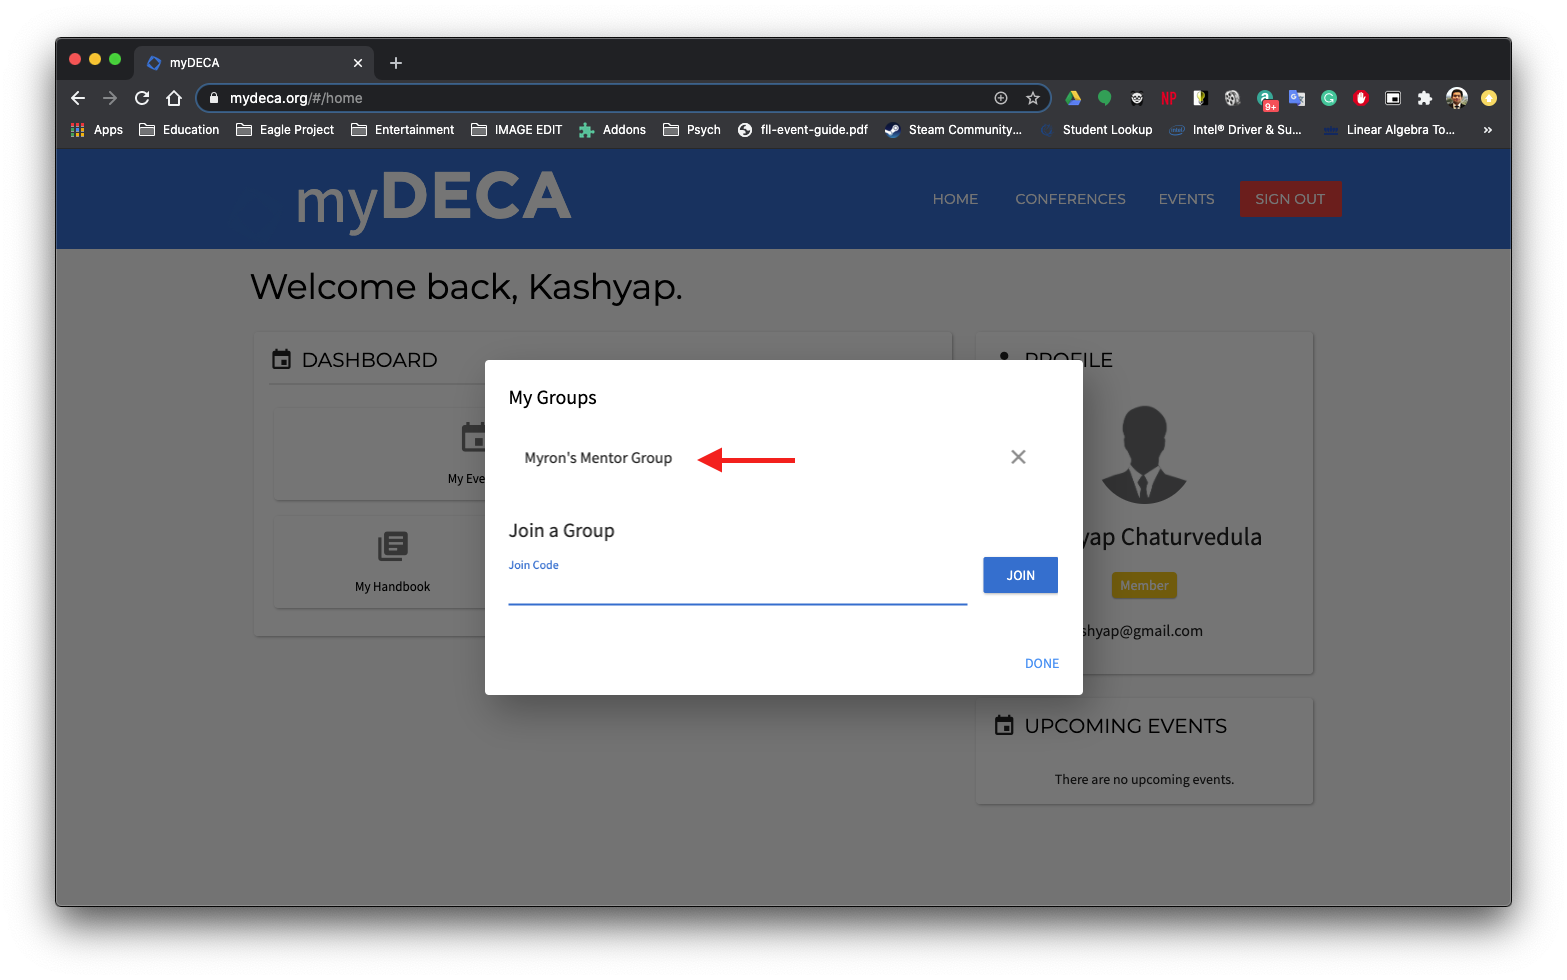 myDECA
mydeca.org/#/home
9+
Apps Education Eagle Project Entertainment IMAGE EDIT Addons Psych fll-event-guide.pdf Steam Community... Student Lookup Intel® Driver & Su... Linear Algebra To... »
myDECA
HOME CONFERENCES EVENTS SIGN OUT
Welcome back, Kashyap.
DASHBOARD
PROFILE
My Groups
Myron's Mentor Group
My Eve
Join a Group
Join Code
JOIN
yap Chaturvedula
My Handbook
Member
shyap@gmail.com
DONE
UPCOMING EVENTS
There are no upcoming events.